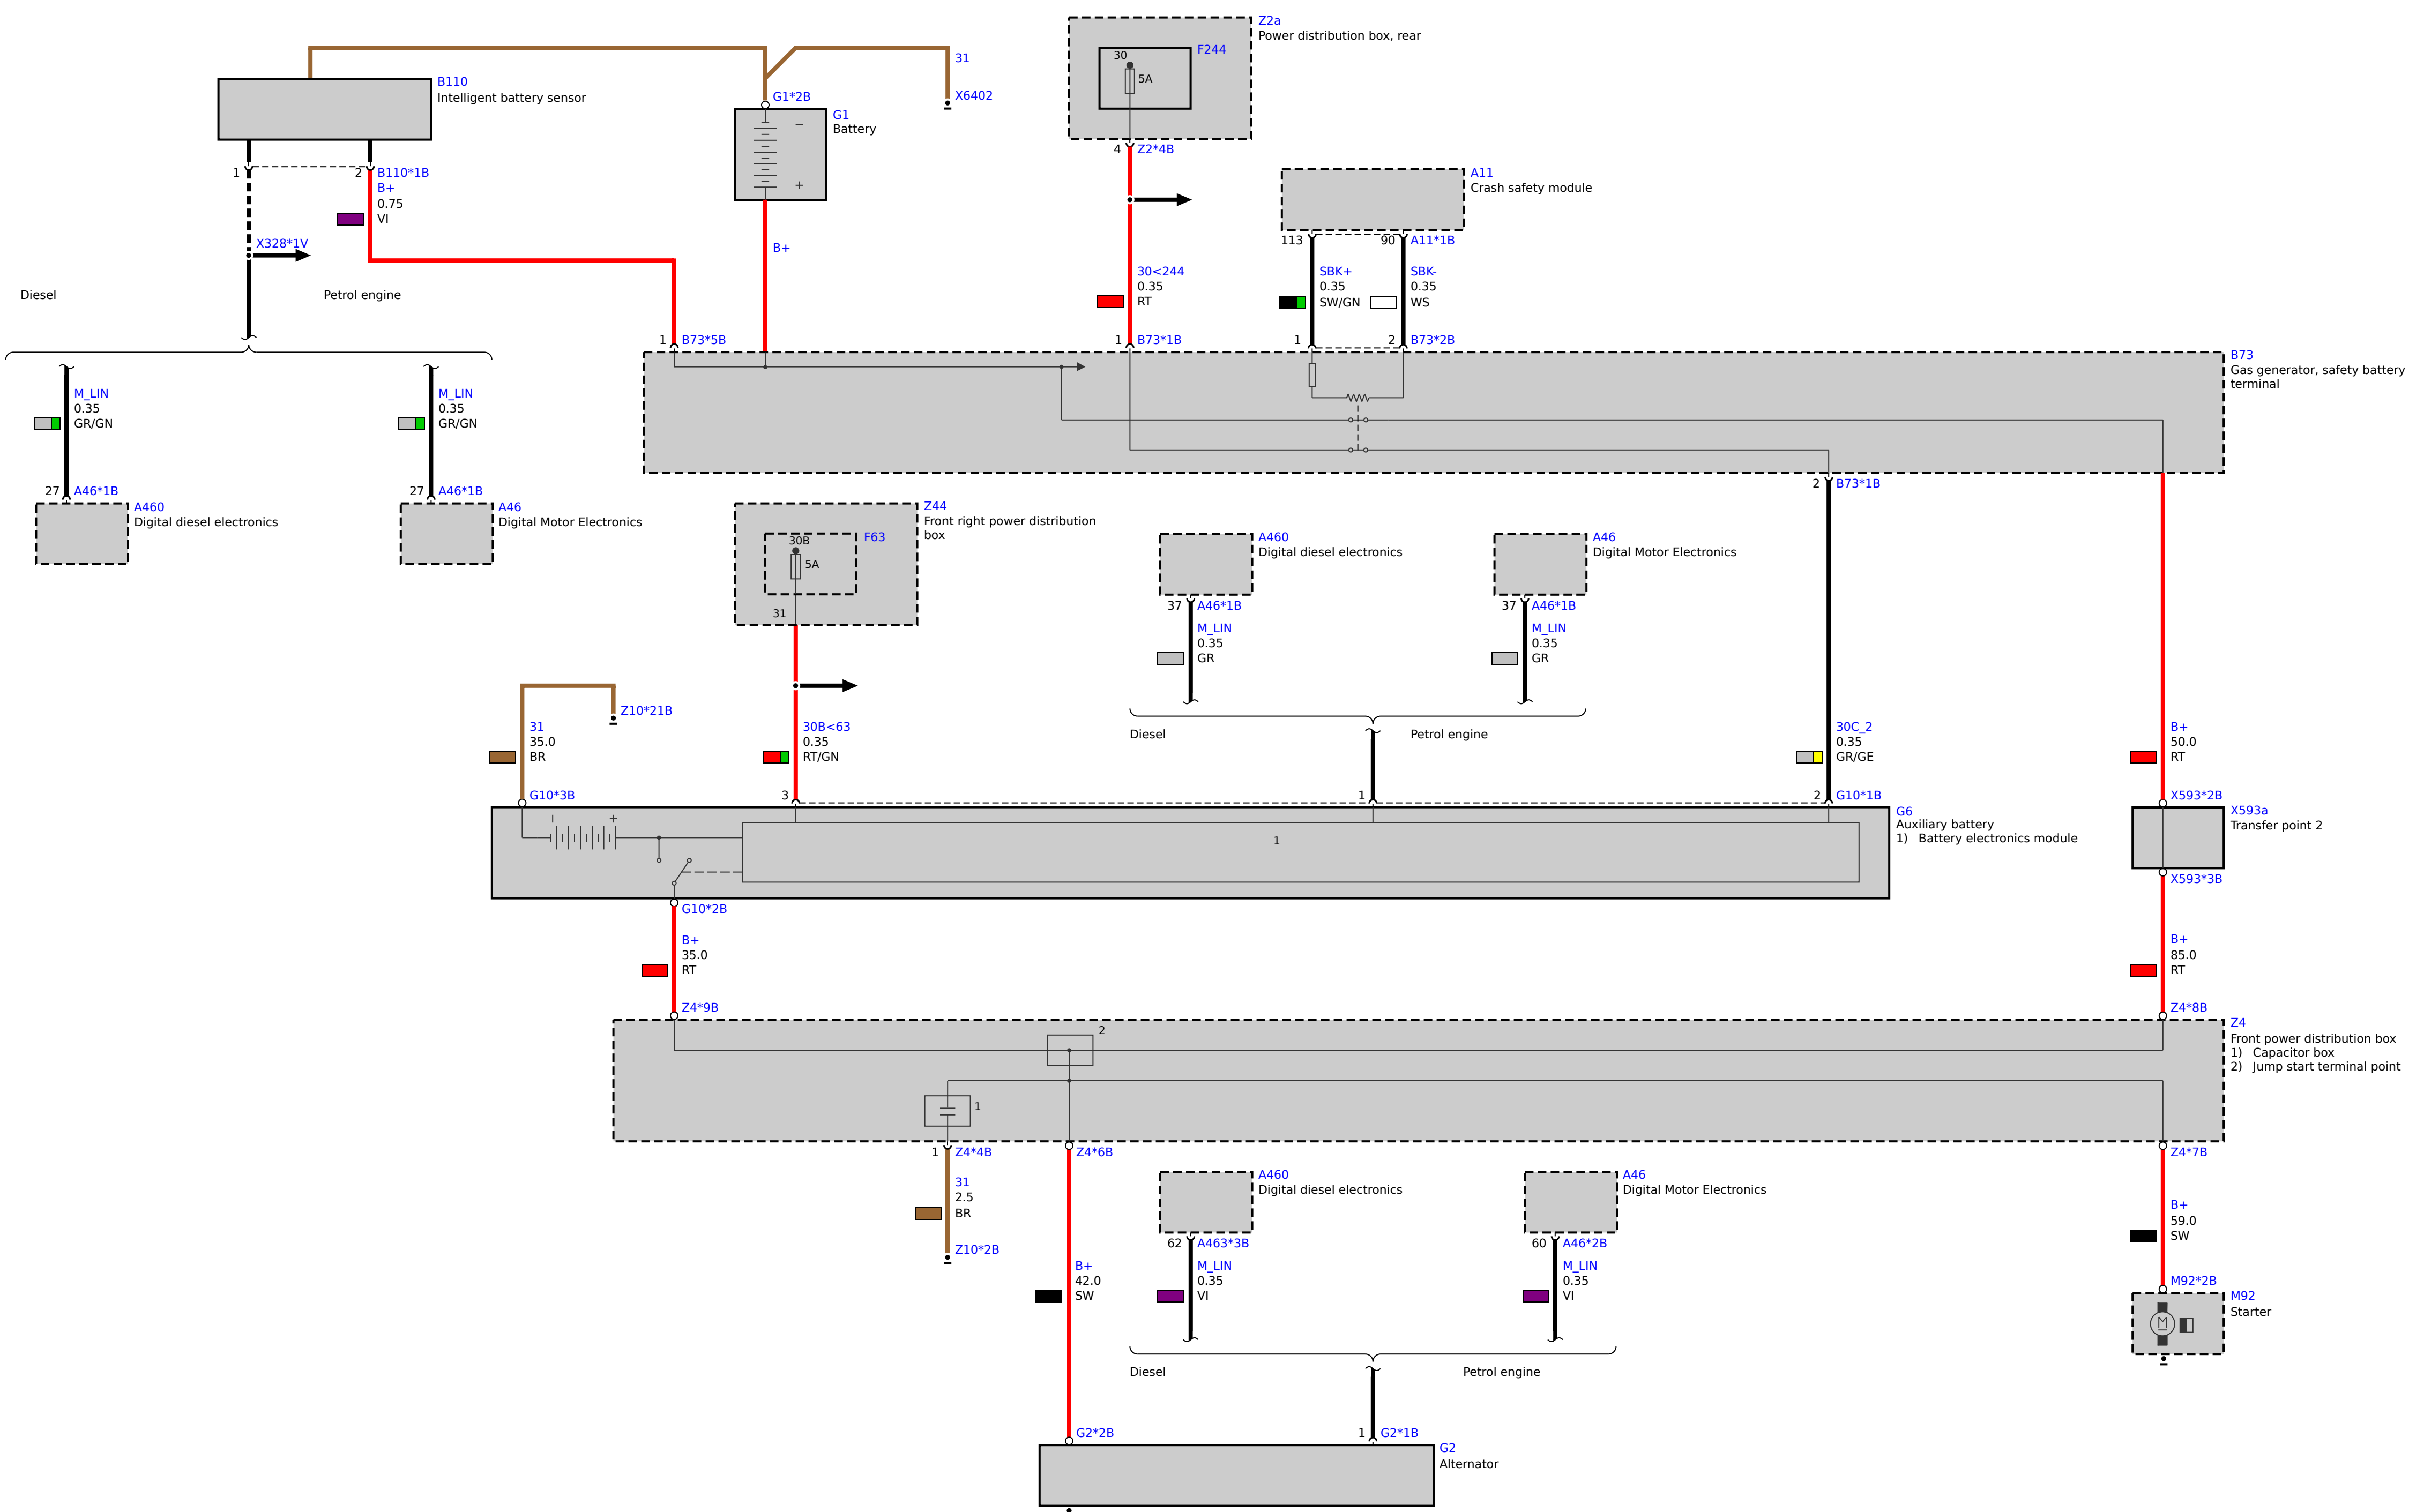 Z2a
Power distribution box, rear
30
F244
5A
31
B110
Intelligent battery sensor
G1*2B
X6402
G1
Battery
−
+
4
Z2*4B
1
2
B110*1B
B+
0.75
VI
A11
Crash safety module
X328*1V
B+
113
90
A11*1B
30<244
0.35
RT
SBK+
0.35
SW/GN
SBK-
0.35
WS
Diesel
Petrol engine
1
B73*5B
1
B73*1B
1
2
B73*2B
B73
Gas generator, safety battery
terminal
M_LIN
0.35
GR/GN
M_LIN
0.35
GR/GN
27
A46*1B
27
A46*1B
2
B73*1B
A460
Digital diesel electronics
A46
Digital Motor Electronics
Z44
Front right power distribution
box
30B
F63
5A
31
A460
Digital diesel electronics
A46
Digital Motor Electronics
37
A46*1B
37
A46*1B
M_LIN
0.35
GR
M_LIN
0.35
GR
Z10*21B
31
35.0
BR
30B<63
0.35
RT/GN
Diesel
Petrol engine
30C_2
0.35
GR/GE
B+
50.0
RT
G10*3B
3
1
2
G10*1B
X593*2B
−
+
1
G6
Auxiliary battery
1) Battery electronics module
X593a
Transfer point 2
X593*3B
G10*2B
B+
35.0
RT
B+
85.0
RT
Z4*9B
Z4*8B
2
1
Z4
Front power distribution box
1) Capacitor box
2) Jump start terminal point
1
Z4*4B
Z4*6B
Z4*7B
31
2.5
BR
A460
Digital diesel electronics
A46
Digital Motor Electronics
B+
59.0
SW
Z10*2B
62
A463*3B
60
A46*2B
B+
42.0
SW
M_LIN
0.35
VI
M_LIN
0.35
VI
M92*2B
M
M92
Starter
Diesel
Petrol engine
G2*2B
1
G2*1B
G2
Alternator